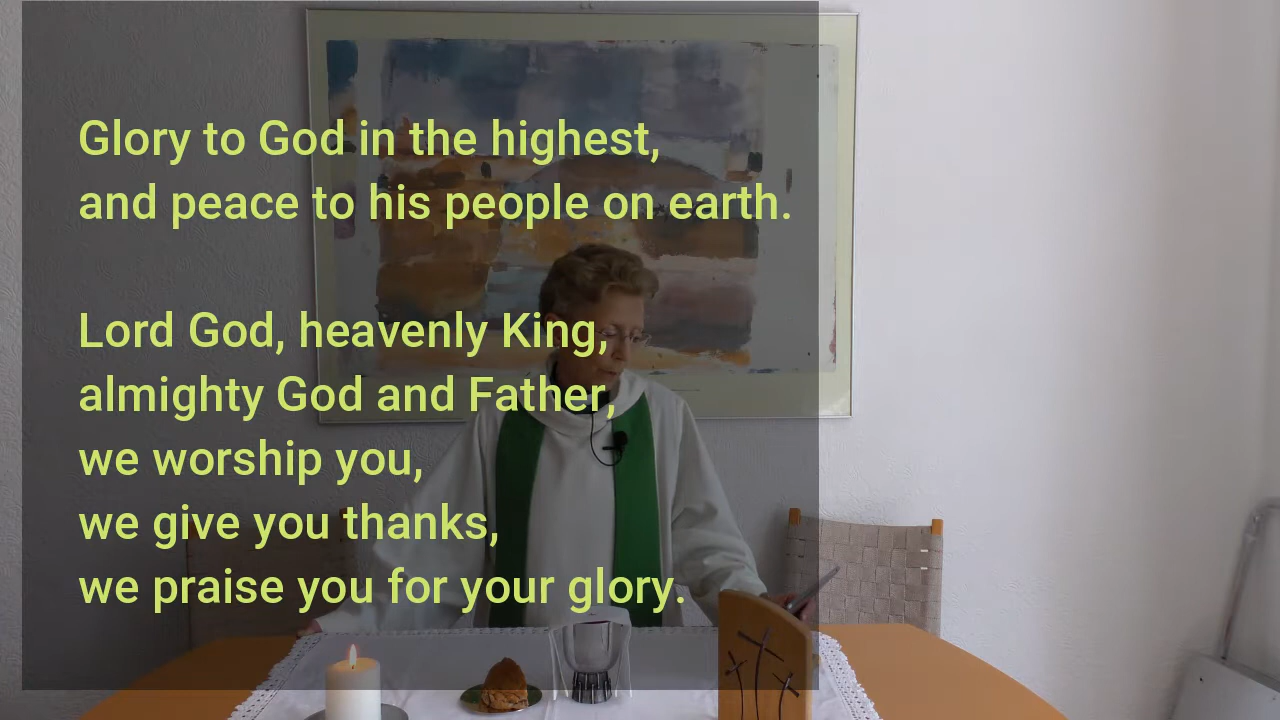 Glory to God in the highest,
and peace to his people on earth.
Lord God, heavenly King,
almighty God and Father,
we worship you,
we give you thanks,
we praise you for your glory.